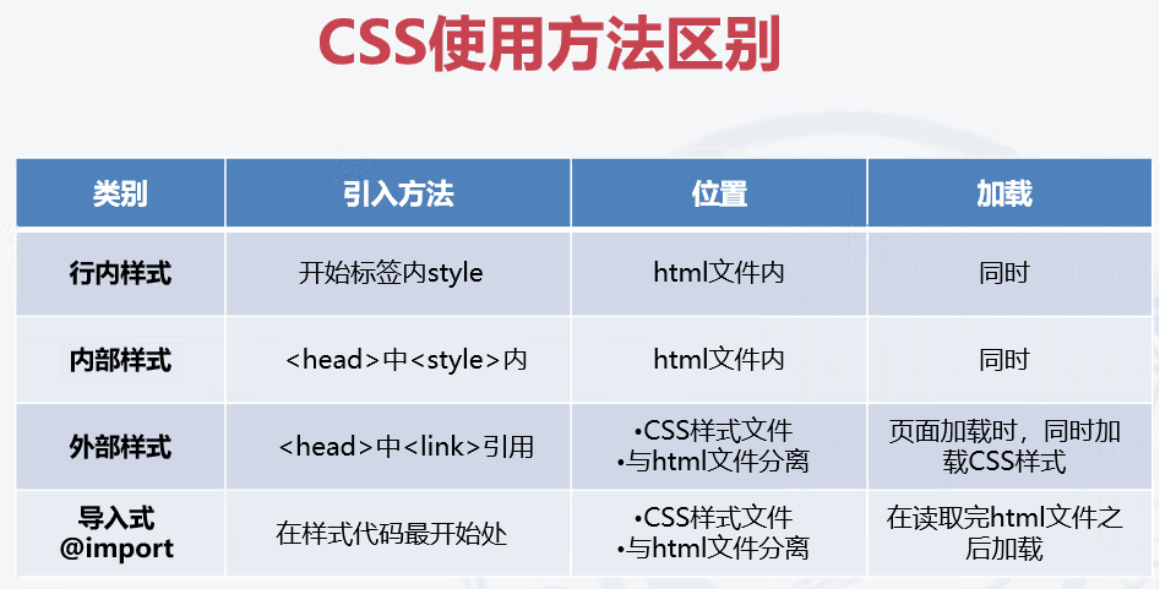 CSS使用方法区别
类别 引入方法 位置 加载
行内样式 开始标签内style html文件内 同时
内部样式 <head>中<style>内 html文件内 同时
外部样式 <head>中<link>引用
•CSS样式文件
•与html文件分离
页面加载时，同时加
载CSS样式
导入式
@import
在样式代码最开始处
•CSS样式文件
•与html文件分离
在读取完html文件之
后加载